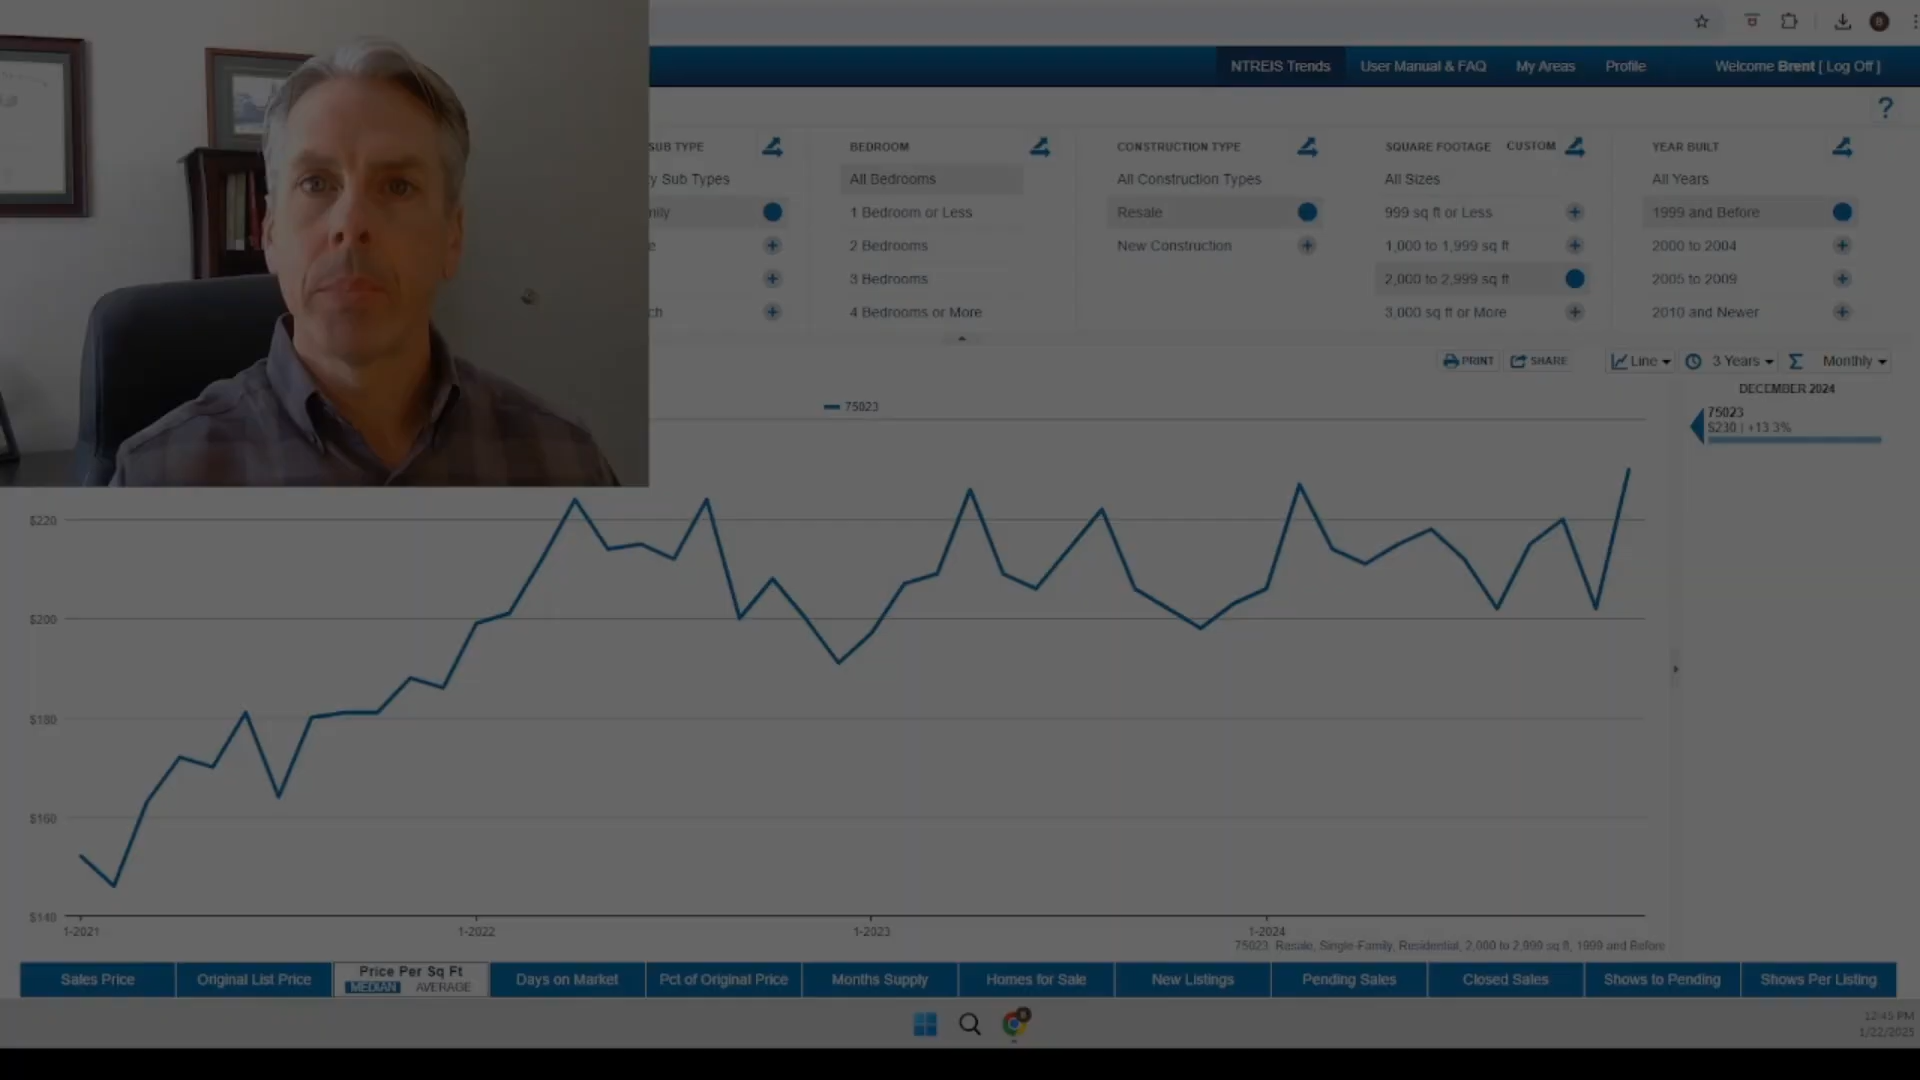 NTREIS Trends User Manual & FAQ My Areas Profile Welcome Brent [ Log Off ]
?
SUB TYPE
y Sub Types
nily
e
ch
BEDROOM
All Bedrooms
1 Bedroom or Less
2 Bedrooms
3 Bedrooms
4 Bedrooms or More
CONSTRUCTION TYPE
All Construction Types
Resale
New Construction
SQUARE FOOTAGE CUSTOM
All Sizes
999 sq ft or Less
1,000 to 1,999 sq ft
2,000 to 2,999 sq ft
3,000 sq ft or More
YEAR BUILT
All Years
1999 and Before
2000 to 2004
2005 to 2009
2010 and Newer
PRINT SHARE Line 3 Years Σ Monthly
DECEMBER 2024
75023
$230 | +13.3%
75023
$220
$200
$180
$160
$140
1-2021 1-2022 1-2023 1-2024
75023, Resale, Single-Family, Residential, 2,000 to 2,999 sq ft, 1999 and Before
Sales Price
Original List Price
Price Per Sq Ft
MEDIAN AVERAGE
Days on Market
Pct of Original Price
Months Supply
Homes for Sale
New Listings
Pending Sales
Closed Sales
Shows to Pending
Shows Per Listing
12:45 PM
1/22/2025